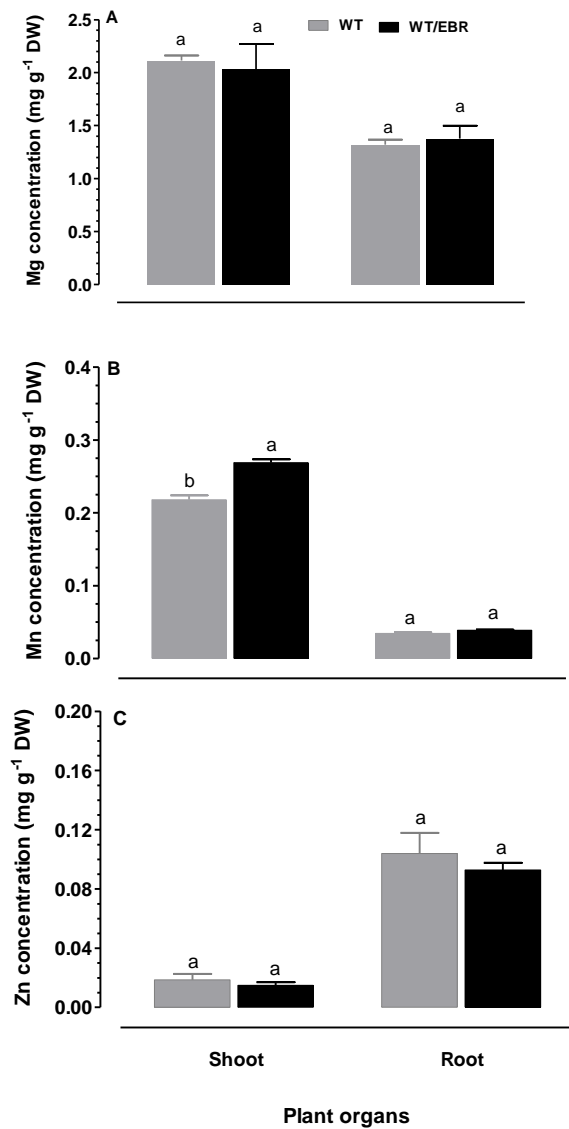 A
WT WT/EBR
Mg concentration (mg g-1 DW)
2.5
2.0
1.5
1.0
0.5
0.0
a a
a a
B
Mn concentration (mg g-1 DW)
0.4
0.3
0.2
0.1
0.0
b a
a a
C
Zn concentration (mg g-1 DW)
0.20
0.16
0.12
0.08
0.04
0.00
a a
a a
Shoot Root
Plant organs